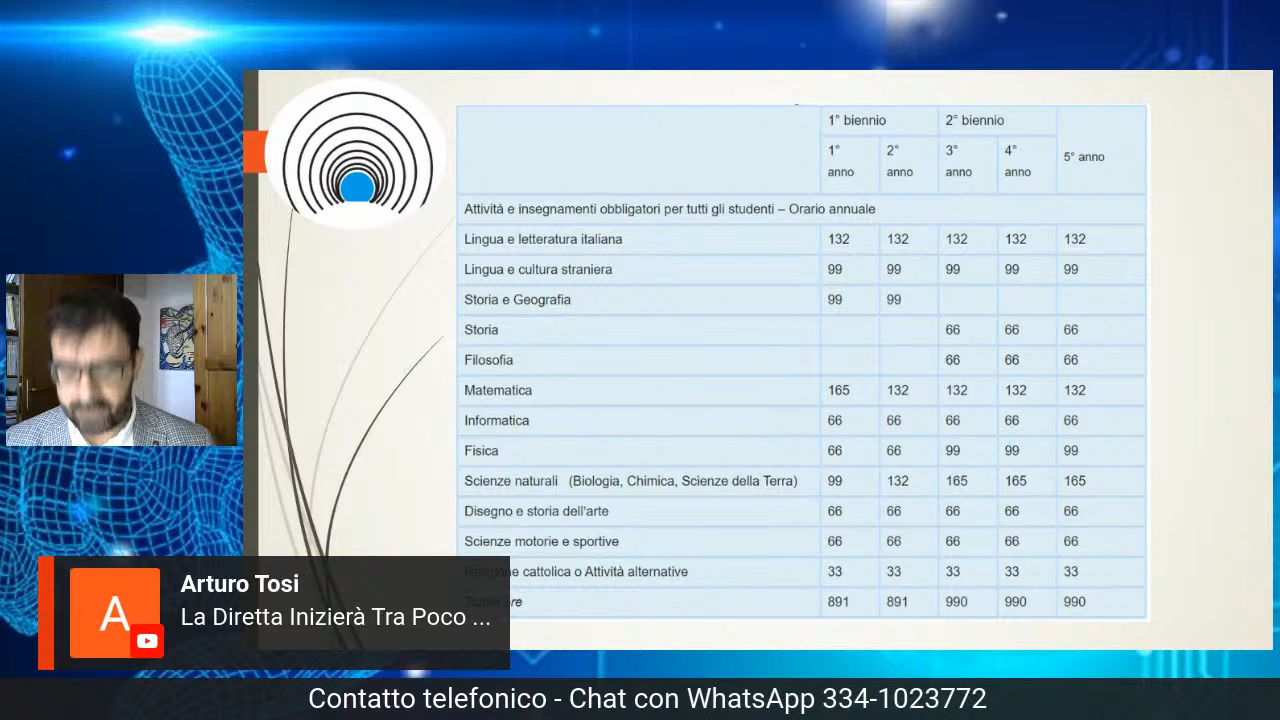 1° biennio 2° biennio
1° anno 2° anno 3° anno 4° anno 5° anno
Attività e insegnamenti obbligatori per tutti gli studenti – Orario annuale
Lingua e letteratura italiana 132 132 132 132 132
Lingua e cultura straniera 99 99 99 99 99
Storia e Geografia 99 99
Storia 66 66 66
Filosofia 66 66 66
Matematica 165 132 132 132 132
Informatica 66 66 66 66 66
Fisica 66 66 99 99 99
Scienze naturali (Biologia, Chimica, Scienze della Terra) 99 132 165 165 165
Disegno e storia dell'arte 66 66 66 66 66
Scienze motorie e sportive 66 66 66 66 66
cattolica o Attività alternative 33 33 33 33 33
891 891 990 990 990
A
Arturo Tosi
La Diretta Inizierà Tra Poco ...
Contatto telefonico - Chat con WhatsApp 334-1023772